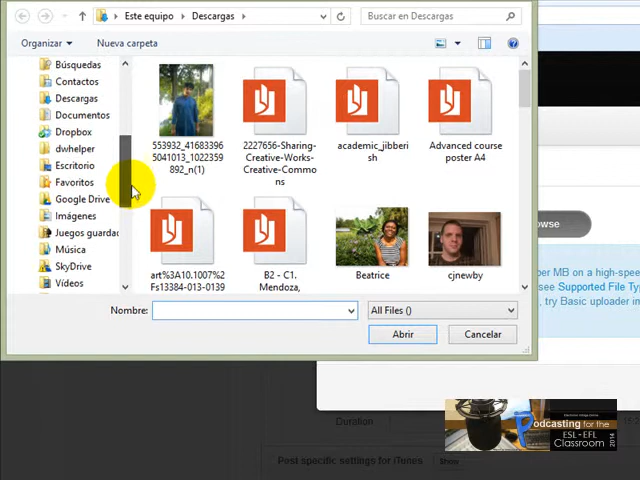 Este equipo
Descargas
Buscar en Descargas
Organizar
Nueva carpeta
Búsquedas
Contactos
Descargas
Documentos
Dropbox
dwhelper
Escritorio
Favoritos
Google Drive
Imágenes
Juegos guardad
Música
SkyDrive
Vídeos
553932_41683396
5041013_1022359
892_n(1)
2227656-Sharing-
Creative-Works-
Creative-Commo
ns
academic_jibberi
sh
Advanced course
poster A4
art%3A10.1007%2
Fs13384-013-0139
B2 - C1.
Mendoza,
Beatrice
cjnewby
Nombre:
All Files ()
Abrir
Cancelar
wse
per MB on a high-spee
see Supported File Ty
, try Basic uploader in
Duration
Post specific settings for iTunes
Show
Podcasting for the
ESL - EFL
Classroom
2014